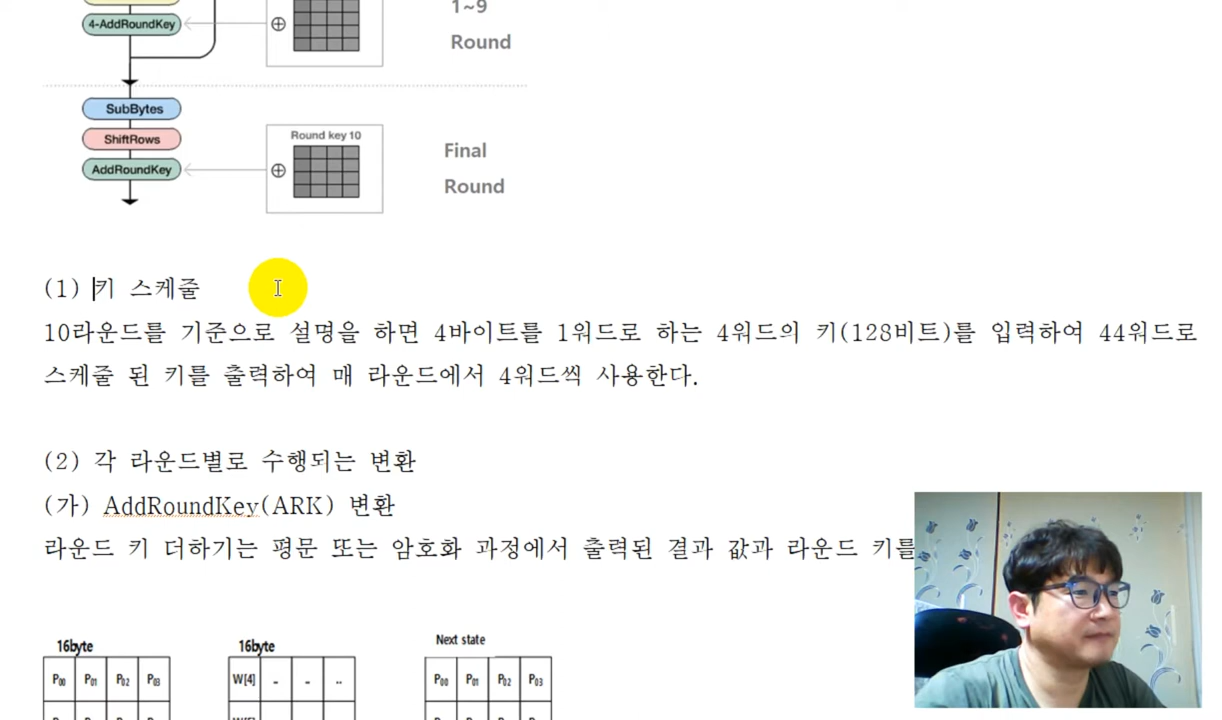 4-AddRoundKey
1~9
Round
SubBytes
ShiftRows
AddRoundKey
Round key 10
Final
Round
(1) 키 스케줄
10라운드를 기준으로 설명을 하면 4바이트를 1워드로 하는 4워드의 키(128비트)를 입력하여 44워드로
스케줄 된 키를 출력하여 매 라운드에서 4워드씩 사용한다.
(2) 각 라운드별로 수행되는 변환
(가) AddRoundKey(ARK) 변환
라운드 키 더하기는 평문 또는 암호화 과정에서 출력된 결과 값과 라운드 키를
16byte 16byte Next state
P00 P01 P02 P03 W[4] - - .. P00 P01 P02 P03